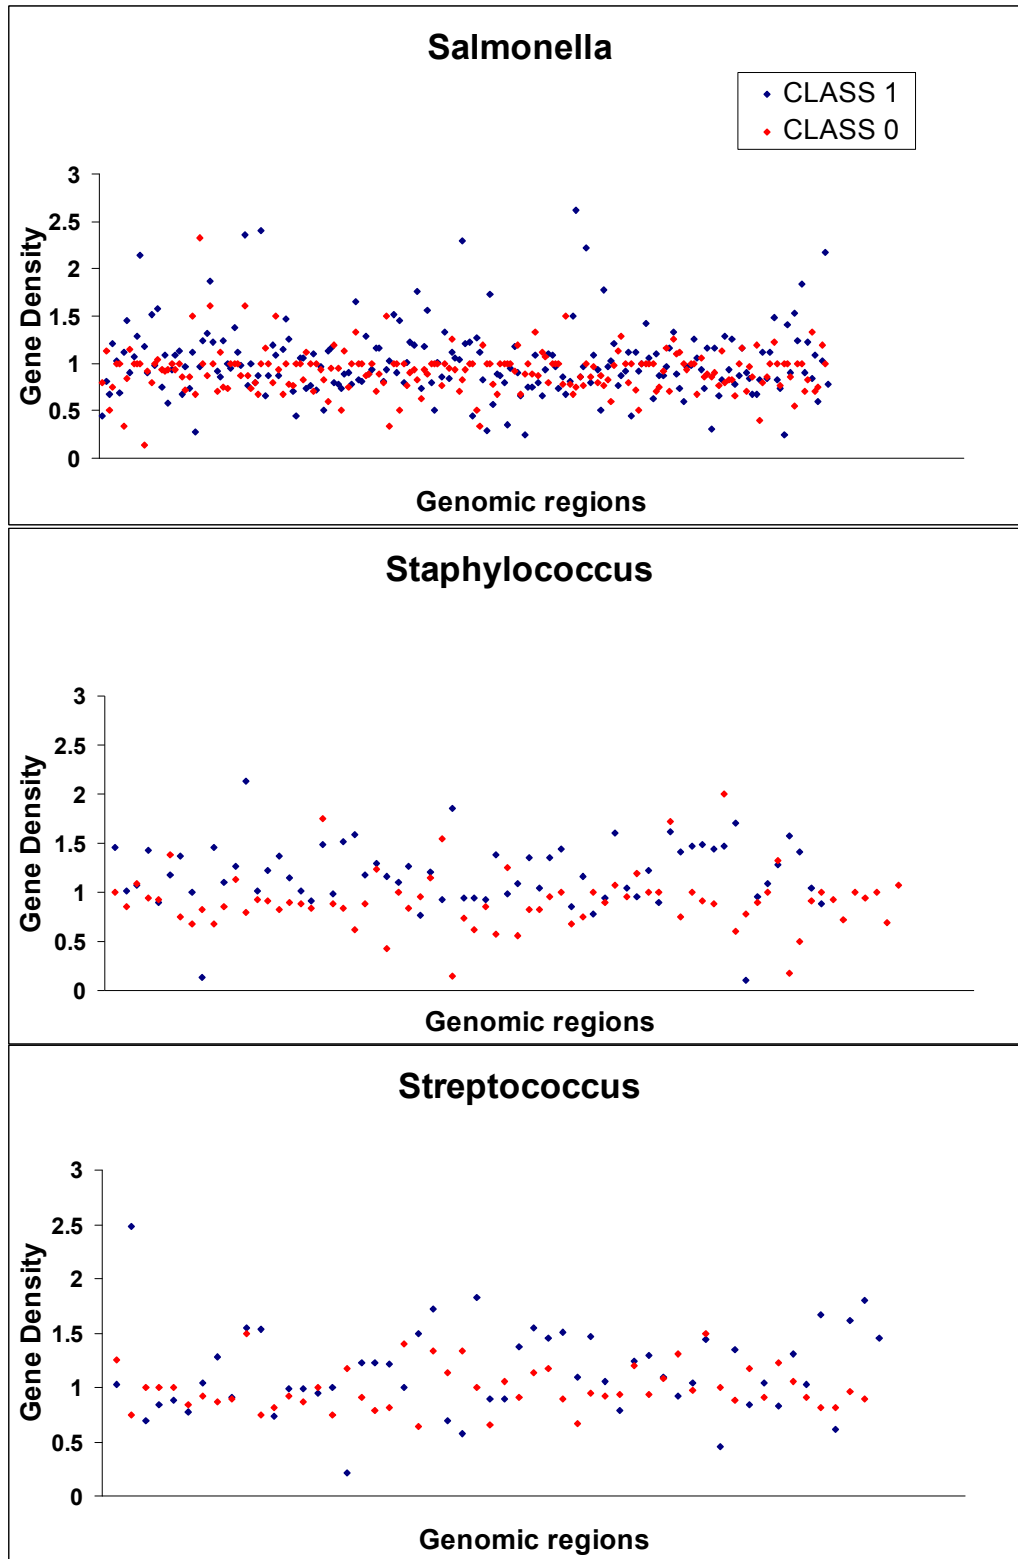 Salmonella
CLASS 1
CLASS 0
3
2.5
2
1.5
1
0.5
0
Gene Density
Genomic regions
Staphylococcus
3
2.5
2
1.5
1
0.5
0
Gene Density
Genomic regions
Streptococcus
3
2.5
2
1.5
1
0.5
0
Gene Density
Genomic regions